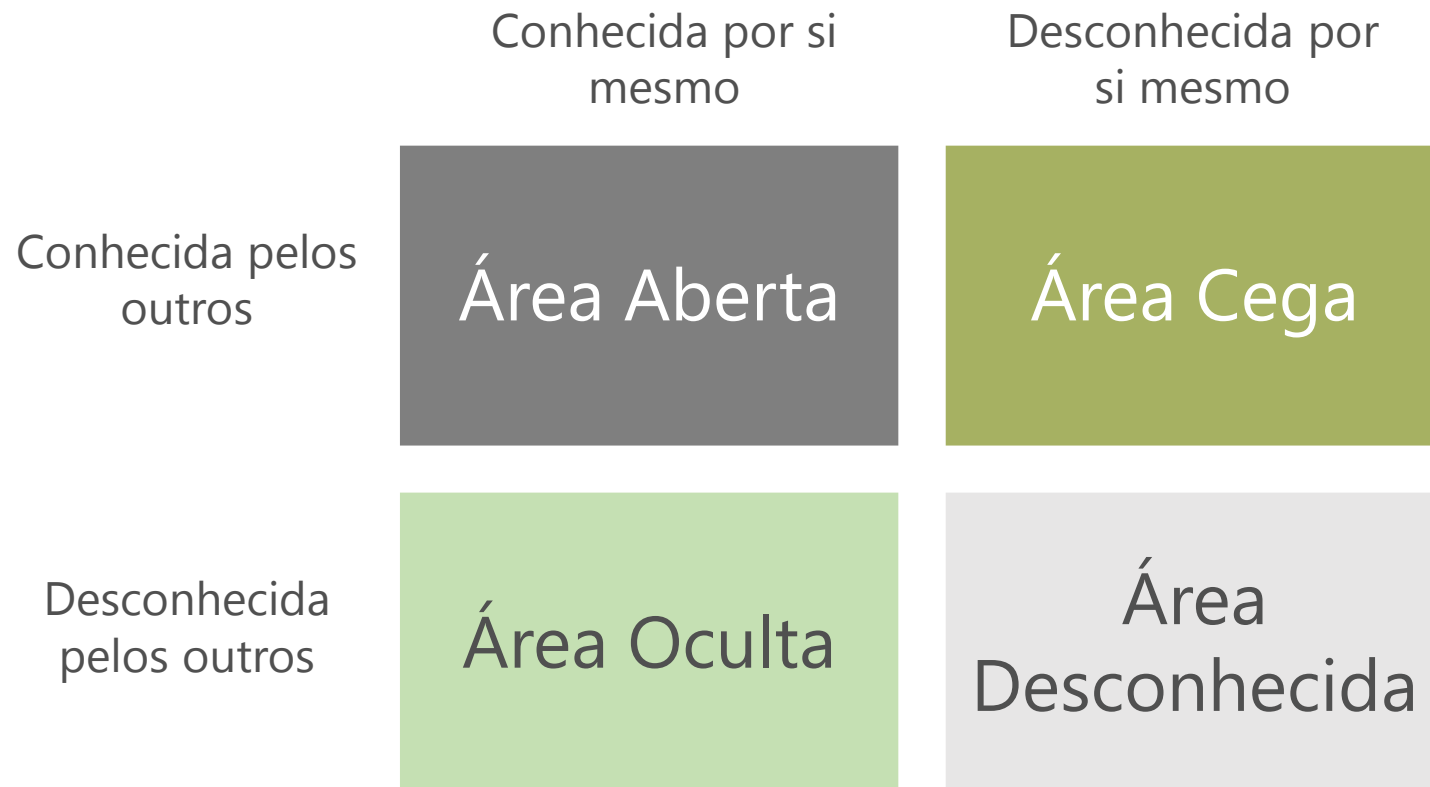 Conhecida por si
mesmo
Desconhecida por
si mesmo
Conhecida pelos
outros
Área Aberta
Área Cega
Desconhecida
pelos outros
Área Oculta
Área
Desconhecida